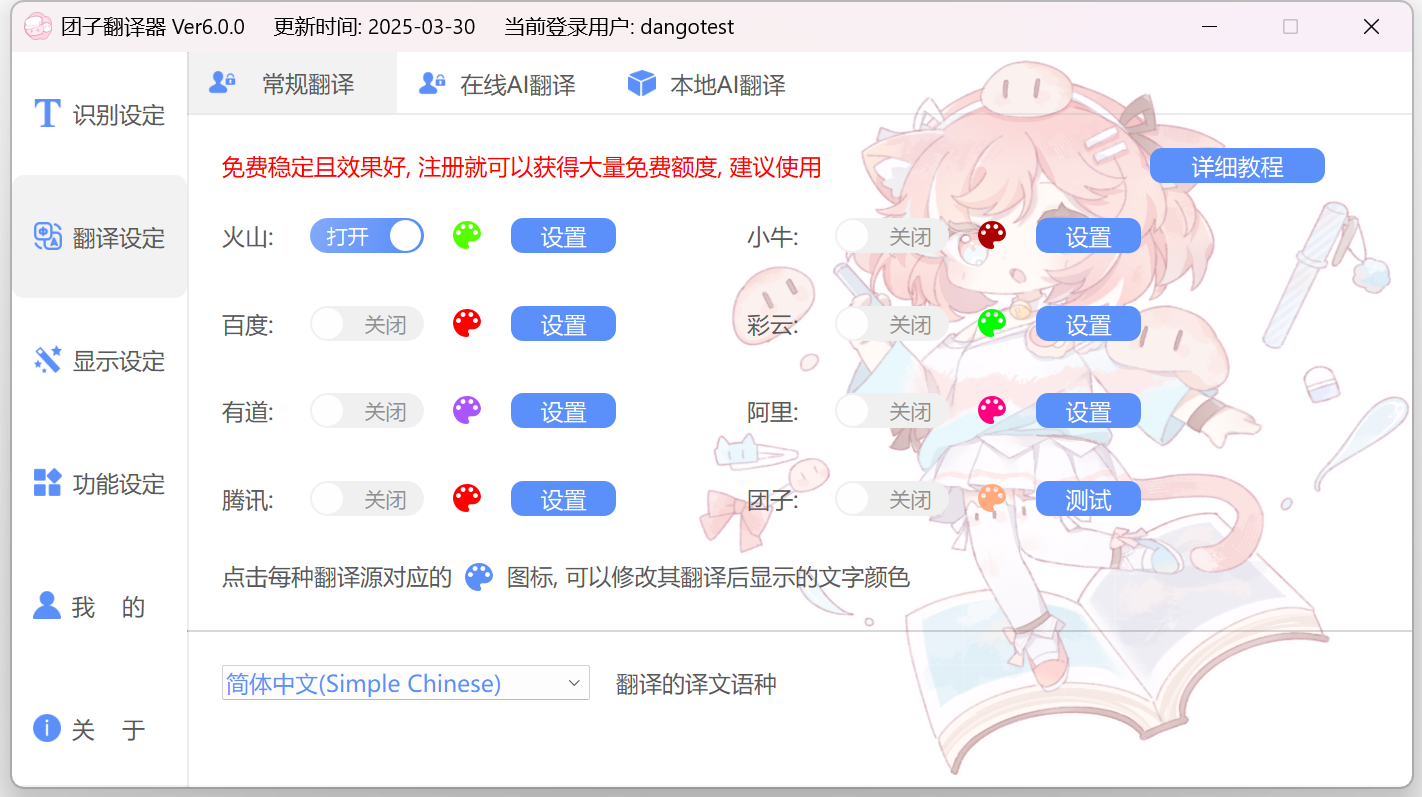 团子翻译器 Ver6.0.0 更新时间: 2025-03-30 当前登录用户: dangotest
识别设定
翻译设定
显示设定
功能设定
我 的
关 于
常规翻译 在线AI翻译 本地AI翻译
免费稳定且效果好, 注册就可以获得大量免费额度, 建议使用 详细教程
火山: 打开 设置 小牛: 关闭 设置
百度: 关闭 设置 彩云: 关闭 设置
有道: 关闭 设置 阿里: 关闭 设置
腾讯: 关闭 设置 团子: 关闭 测试
点击每种翻译源对应的 图标, 可以修改其翻译后显示的文字颜色
简体中文(Simple Chinese) 翻译的译文语种